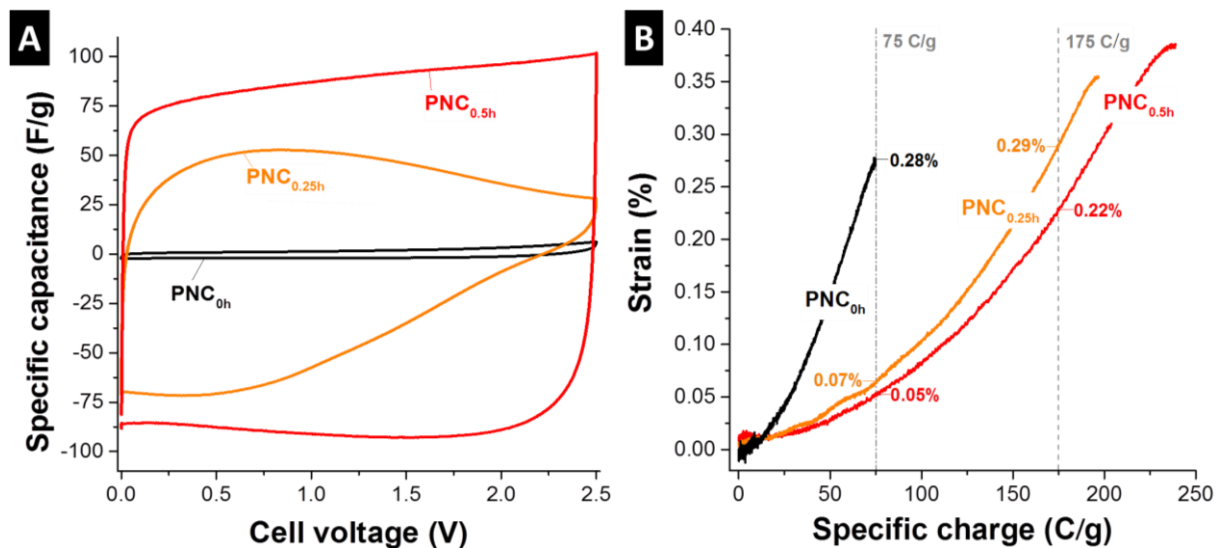 A
Specific capacitance (F/g)
100
75
50
25
0
-25
-50
-75
-100
PNC0.5h
PNC0.25h
PNC0h
0.0
0.5
1.0
1.5
2.0
2.5
Cell voltage (V)
B
Strain (%)
0.40
0.35
0.30
0.25
0.20
0.15
0.10
0.05
0.00
75 C/g
175 C/g
PNC0.5h
0.29%
0.28%
PNC0.25h
0.22%
PNC0h
0.07%
0.05%
0
50
100
150
200
250
Specific charge (C/g)